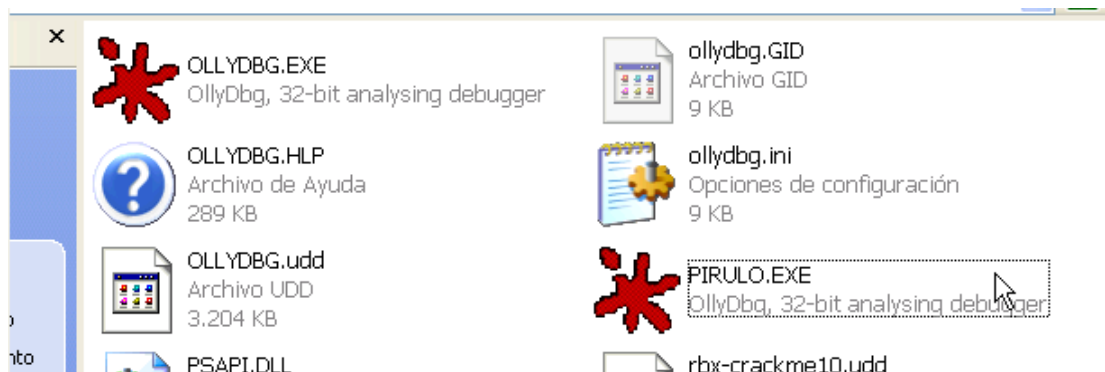 OLLYDBG.EXE
OllyDbg, 32-bit analysing debugger
ollydbg.GID
Archivo GID
9 KB
OLLYDBG.HLP
Archivo de Ayuda
289 KB
ollydbg.ini
Opciones de configuración
9 KB
OLLYDBG.udd
Archivo UDD
3.204 KB
PIRULO.EXE
OllyDbg, 32-bit analysing debugger
nto
PSAPI.DLL
rbx-crackme10.udd